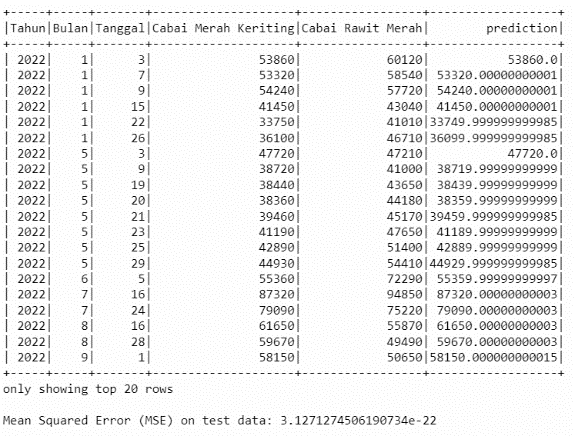 +-----+-----+-------+--------------------+-----------------+------------------+
|Tahun|Bulan|Tanggal|Cabai Merah Keriting|Cabai Rawit Merah|        prediction|
+-----+-----+-------+--------------------+-----------------+------------------+
| 2022|    1|      3|               53860|            60120|           53860.0|
| 2022|    1|      7|               53320|            58540| 53320.00000000001|
| 2022|    1|      9|               54240|            57720| 54240.00000000001|
| 2022|    1|     15|               41450|            43040| 41450.00000000001|
| 2022|    1|     22|               33750|            41010|33749.999999999985|
| 2022|    1|     26|               36100|            46710|36099.999999999985|
| 2022|    5|      3|               47720|            47210|           47720.0|
| 2022|    5|      9|               38720|            41000| 38719.99999999999|
| 2022|    5|     19|               38440|            43650| 38439.99999999999|
| 2022|    5|     20|               38360|            44180| 38359.99999999999|
| 2022|    5|     21|               39460|            45170|39459.999999999985|
| 2022|    5|     23|               41190|            47650| 41189.99999999999|
| 2022|    5|     25|               42890|            51400| 42889.99999999999|
| 2022|    5|     29|               44930|            54410|44929.999999999985|
| 2022|    6|      5|               55360|            72290| 55359.99999999997|
| 2022|    7|     16|               87320|            94850| 87320.00000000003|
| 2022|    7|     24|               79090|            75220| 79090.00000000003|
| 2022|    8|     16|               61650|            55870| 61650.00000000003|
| 2022|    8|     28|               59670|            49490| 59670.00000000003|
| 2022|    9|      1|               58150|            50650|58150.000000000015|
+-----+-----+-------+--------------------+-----------------+------------------+
only showing top 20 rows
Mean Squared Error (MSE) on test data: 3.1271274506190734e-22